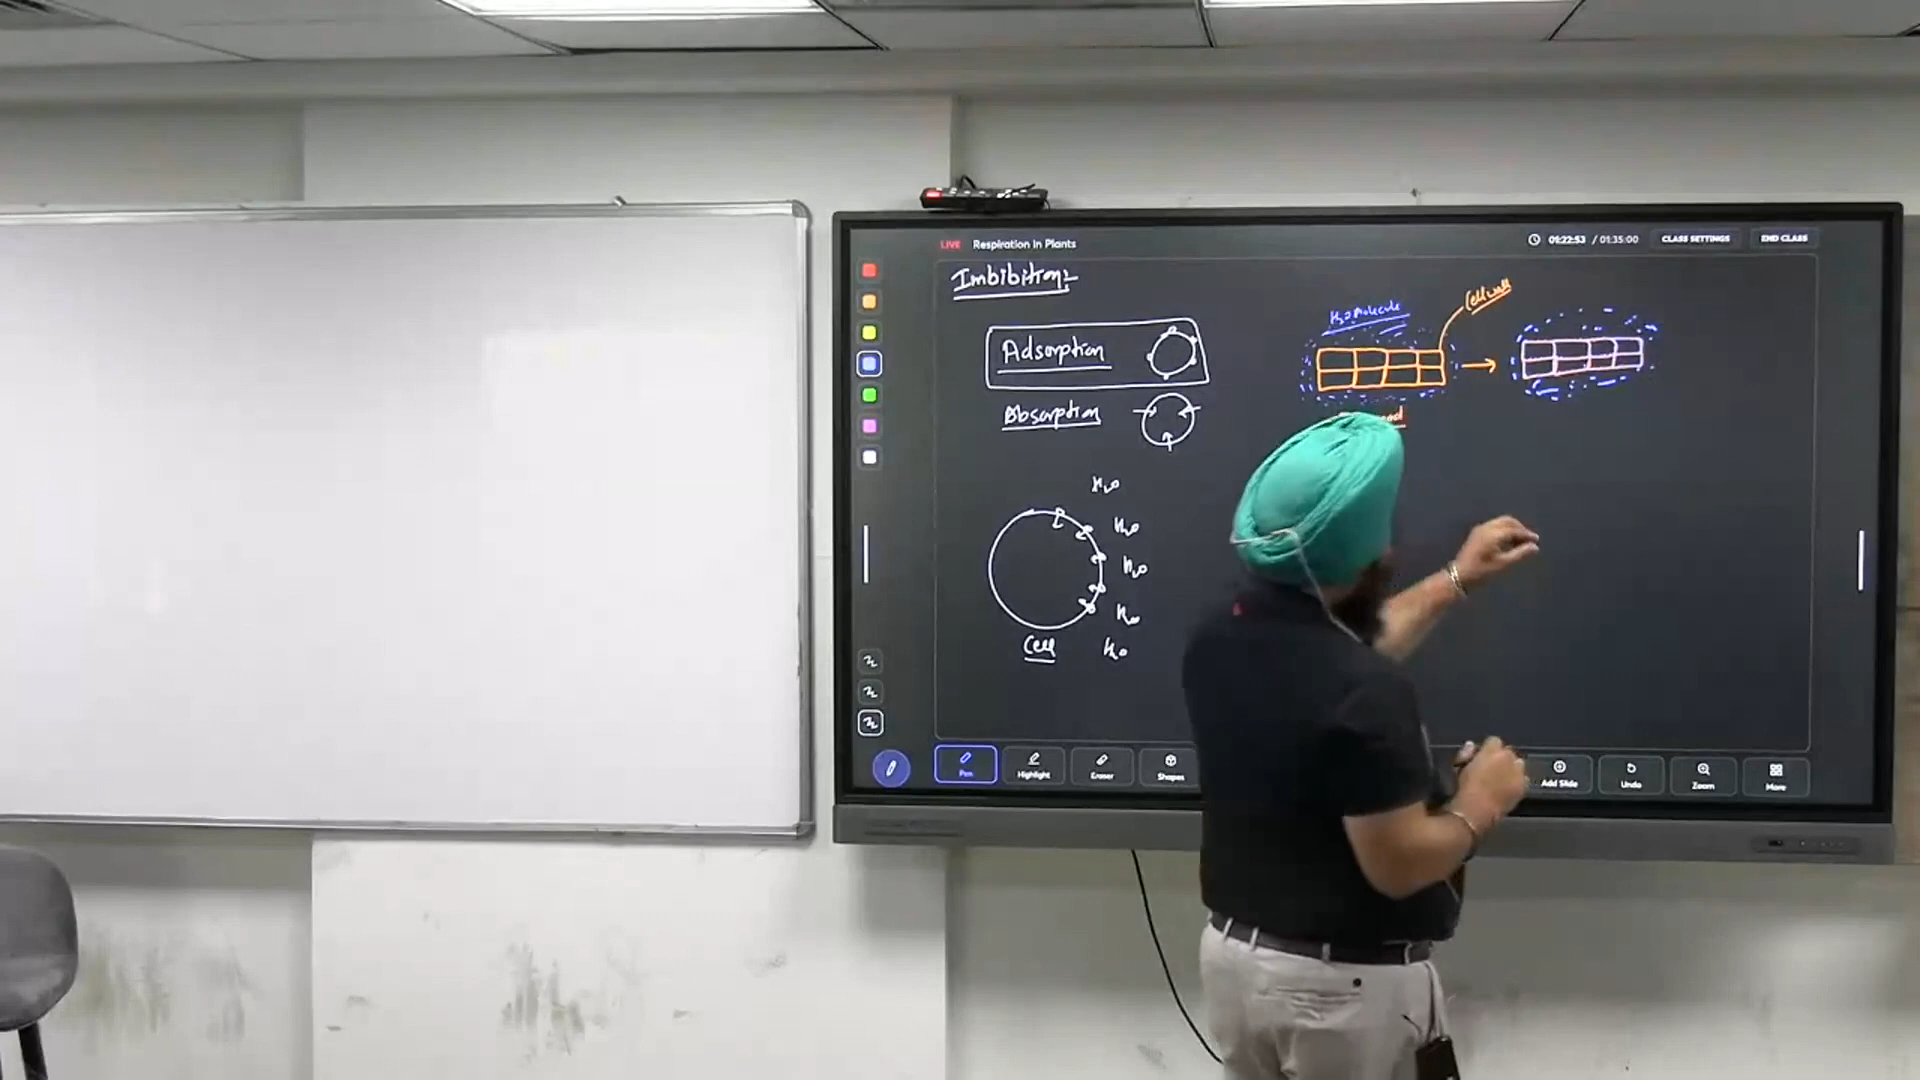 LIVE Respiration in Plants
01:22:53 / 01:35:00 CLASS SETTINGS END CLASS
Imbibition:
Adsorption
Absorption
H2O
H2O
H2O
H2O
H2O
Cell
H2O Molecule
Cell wall
Pen Highlight Eraser Shapes Add Slide Undo Zoom More